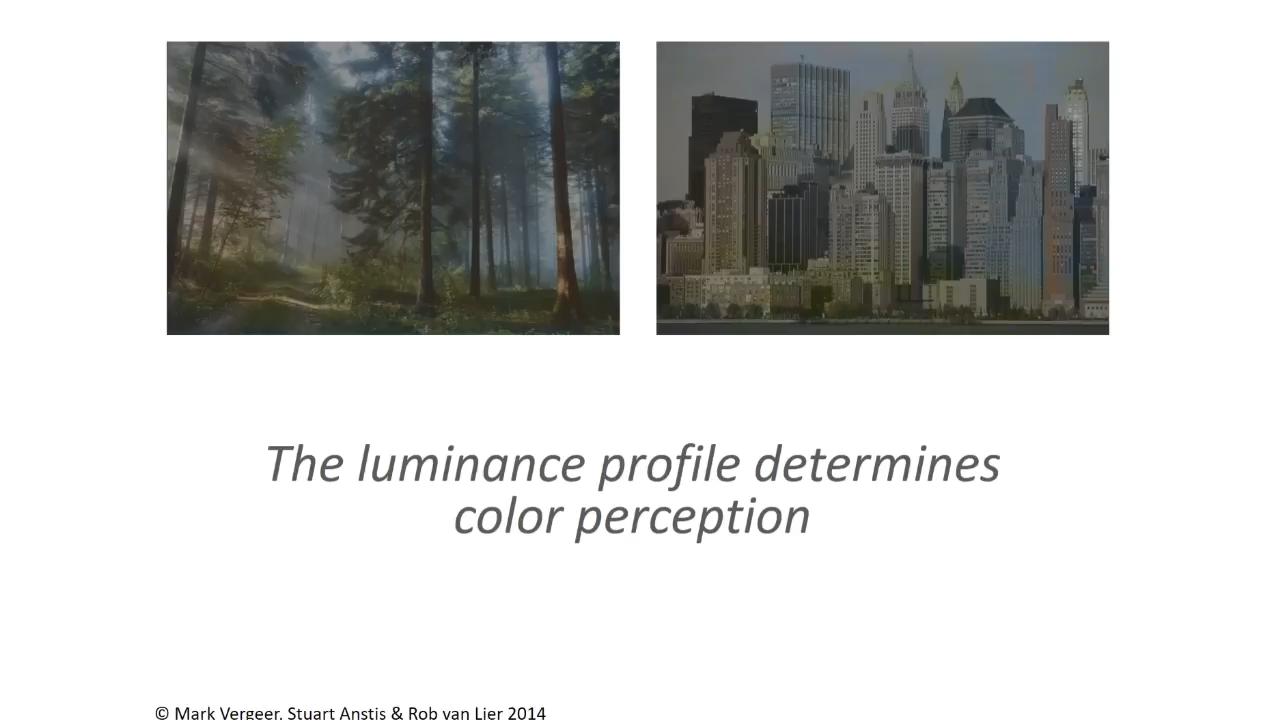 The luminance profile determines
color perception
© Mark Vergeer, Stuart Anstis & Rob van Lier 2014